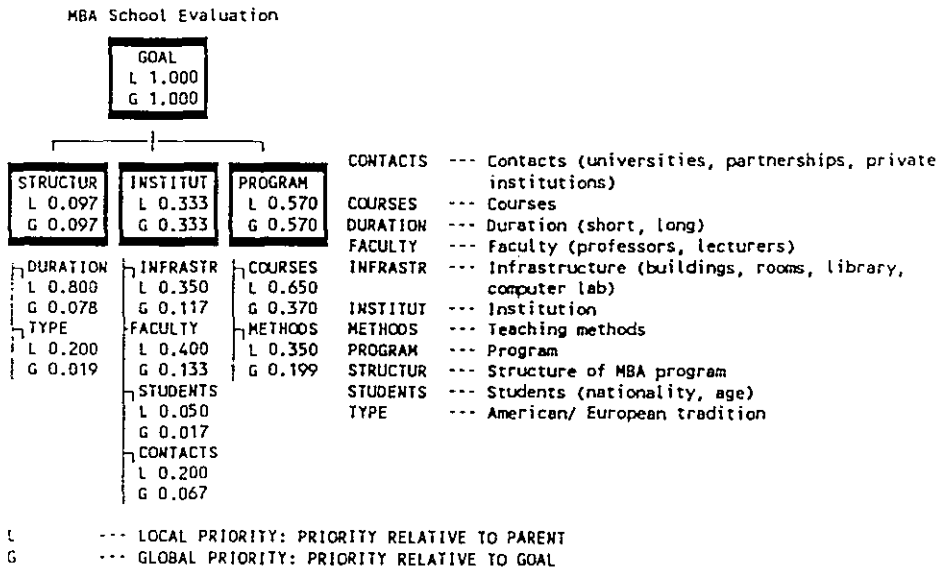 MBA School Evaluation
GOAL
L 1.000
G 1.000
STRUCTUR
L 0.097
G 0.097
INSTITUT
L 0.333
G 0.333
PROGRAM
L 0.570
G 0.570
DURATION
L 0.800
G 0.078
TYPE
L 0.200
G 0.019
INFRASTR
L 0.350
G 0.117
FACULTY
L 0.400
G 0.133
STUDENTS
L 0.050
G 0.017
CONTACTS
L 0.200
G 0.067
COURSES
L 0.650
G 0.370
METHODS
L 0.350
G 0.199
CONTACTS --- Contacts (universities, partnerships, private
institutions)
COURSES --- Courses
DURATION --- Duration (short, long)
FACULTY --- Faculty (professors, lecturers)
INFRASTR --- Infrastructure (buildings, rooms, library,
computer lab)
INSTITUT --- Institution
METHODS --- Teaching methods
PROGRAM --- Program
STRUCTUR --- Structure of MBA program
STUDENTS --- Students (nationality, age)
TYPE --- American/ European tradition
L --- LOCAL PRIORITY: PRIORITY RELATIVE TO PARENT
G --- GLOBAL PRIORITY: PRIORITY RELATIVE TO GOAL